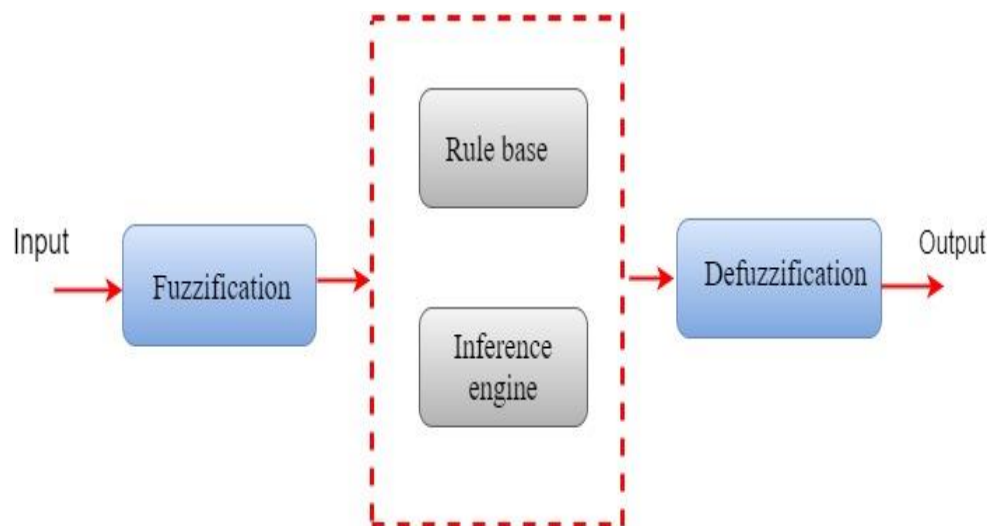 Input
Fuzzification
Rule base
Inference
engine
Defuzzification
Output